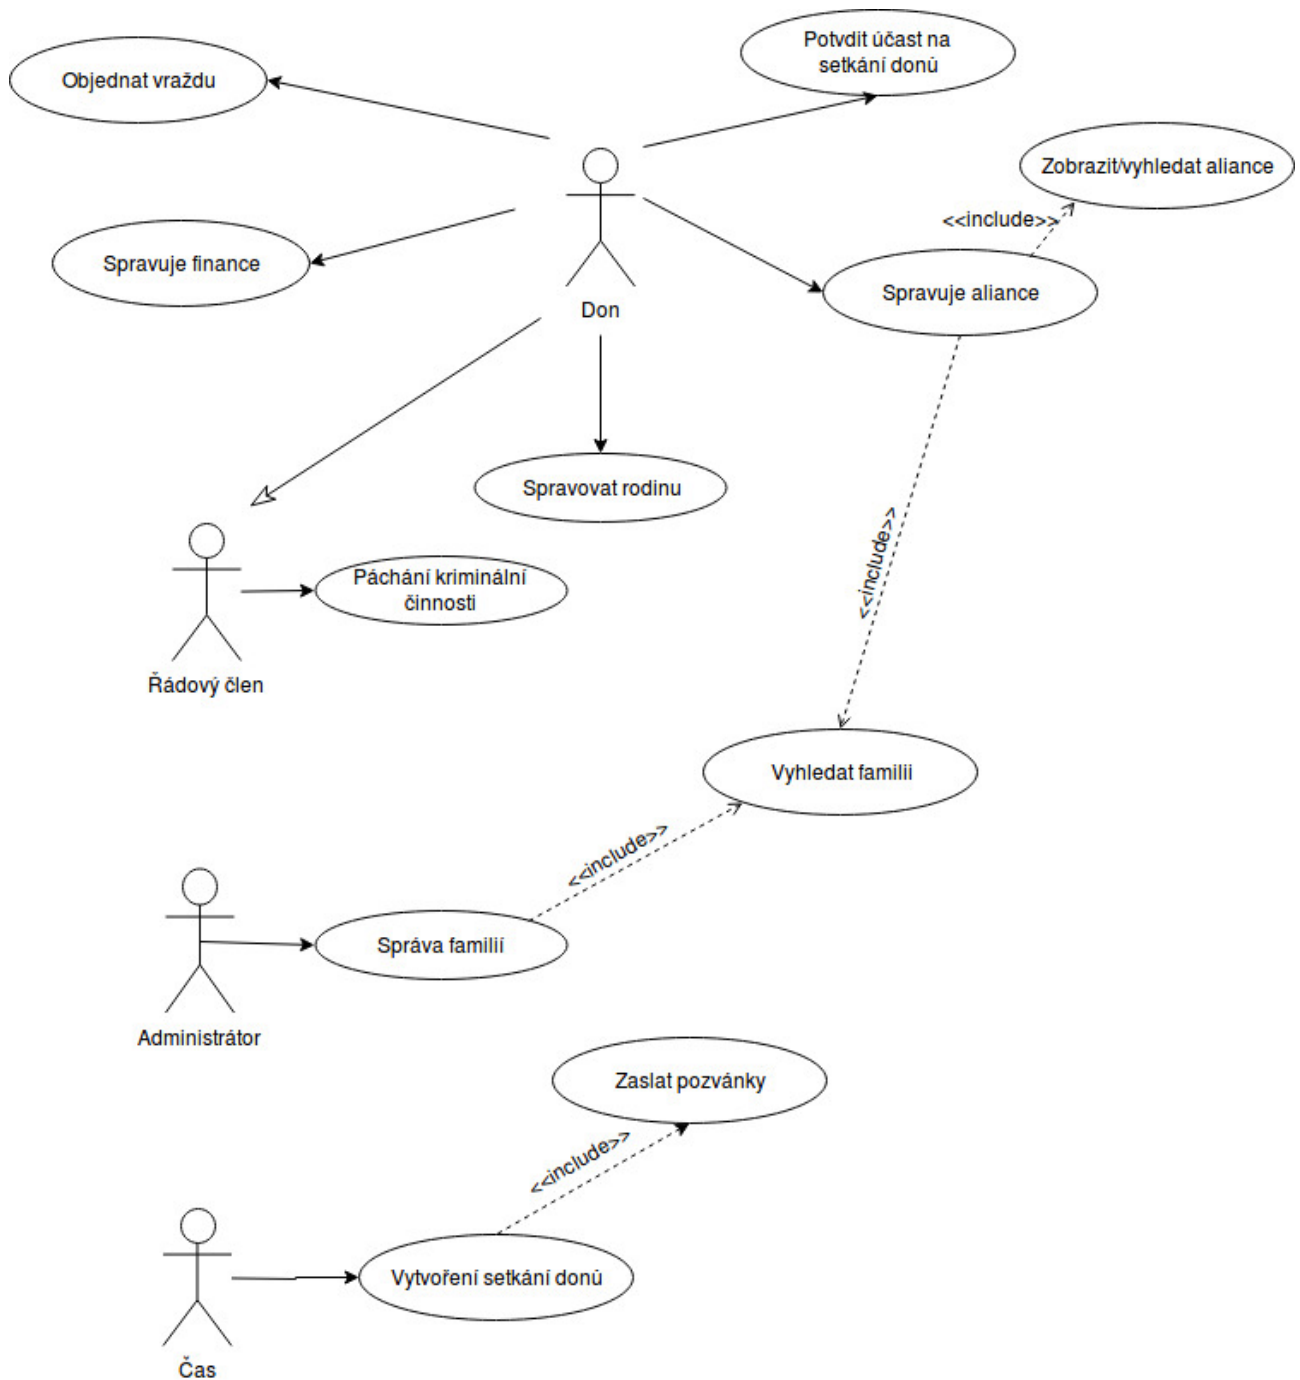 Potvdit účast na
setkání donů
Objednat vraždu
Zobrazit/vyhledat aliance
<<include>>
Spravuje finance
Spravuje aliance
Don
Spravovat rodinu
<<include>>
Páchání kriminální
činnosti
Řádový člen
Vyhledat familii
<<include>>
Správa familií
Administrátor
Zaslat pozvánky
<<include>>
Vytvoření setkání donů
Čas